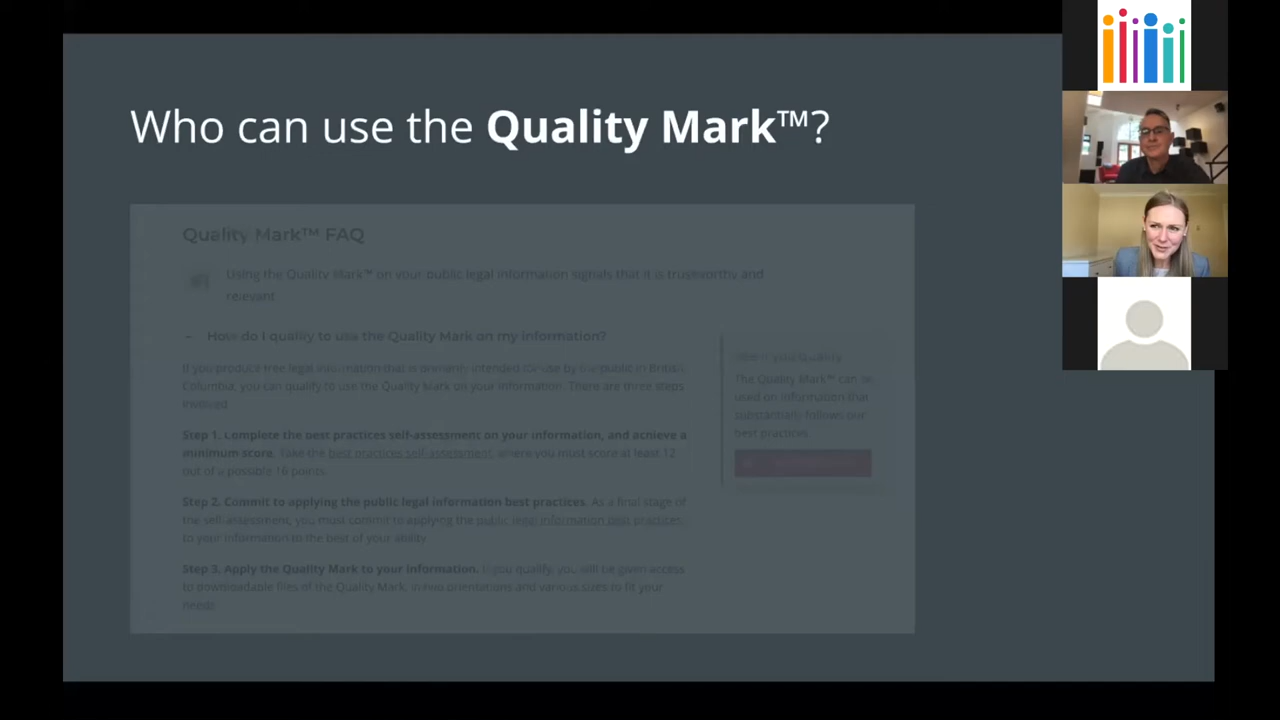 Who can use the Quality Mark™?
Quality Mark™ FAQ
Using the Quality Mark™ on your public legal information signals that it is trustworthy and
relevant
- How do I qualify to use the Quality Mark on my information?
If you produce free legal information that is primarily intended for use by the public in British
Columbia, you can qualify to use the Quality Mark on your information. There are three steps
involved.
Step 1. Complete the best practices self-assessment on your information, and achieve a
minimum score. Take the best practices self-assessment, where you must score at least 12
out of a possible 16 points.
Step 2. Commit to applying the public legal information best practices. As a final stage of
the self-assessment, you most commit to applying the public legal information best practices,
to your information to the best of your ability.
Step 3. Apply the Quality Mark to your information. If you qualify, you will be given access
to downloadable files of the Quality Mark, in two orientations and various sizes to fit your
needs.
See if you qualify
The Quality Mark™ can be
used on information that
substantially follows our
best practices.